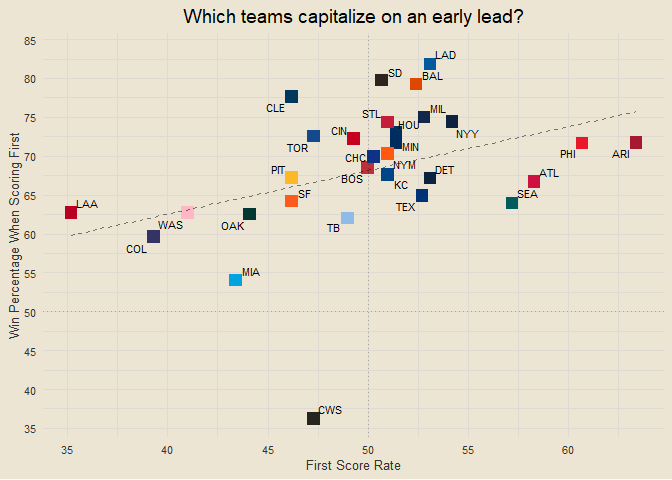 Which teams capitalize on an early lead?
85
LAD
SD
BAL
80
CLE
STL
MIL
75
HOU
NYY
CIN
TOR
MIN
PHI
ARI
CHC
70
NYM
PIT
DET
ATL
BOS
KC
SF
SEA
65
LAA
TEX
WAS
OAK
TB
60
COL
MIA
55
50
45
40
CWS
35
Win Percentage When Scoring First
35
40
45
50
55
60
First Score Rate